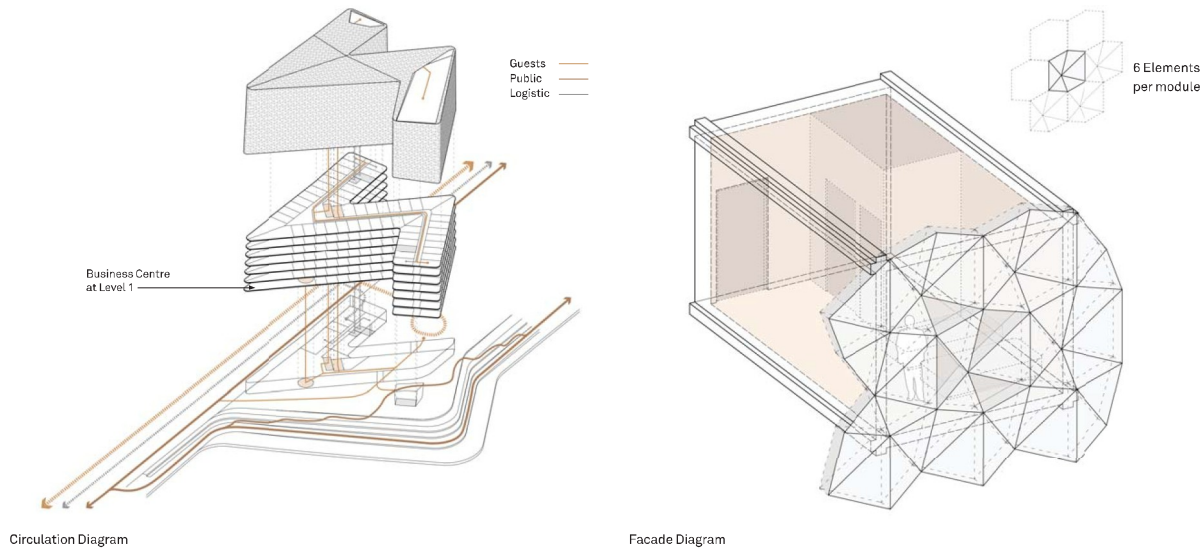 Guests
Public
Logistic
6 Elements
per module
Business Centre
at Level 1
Circulation Diagram
Facade Diagram